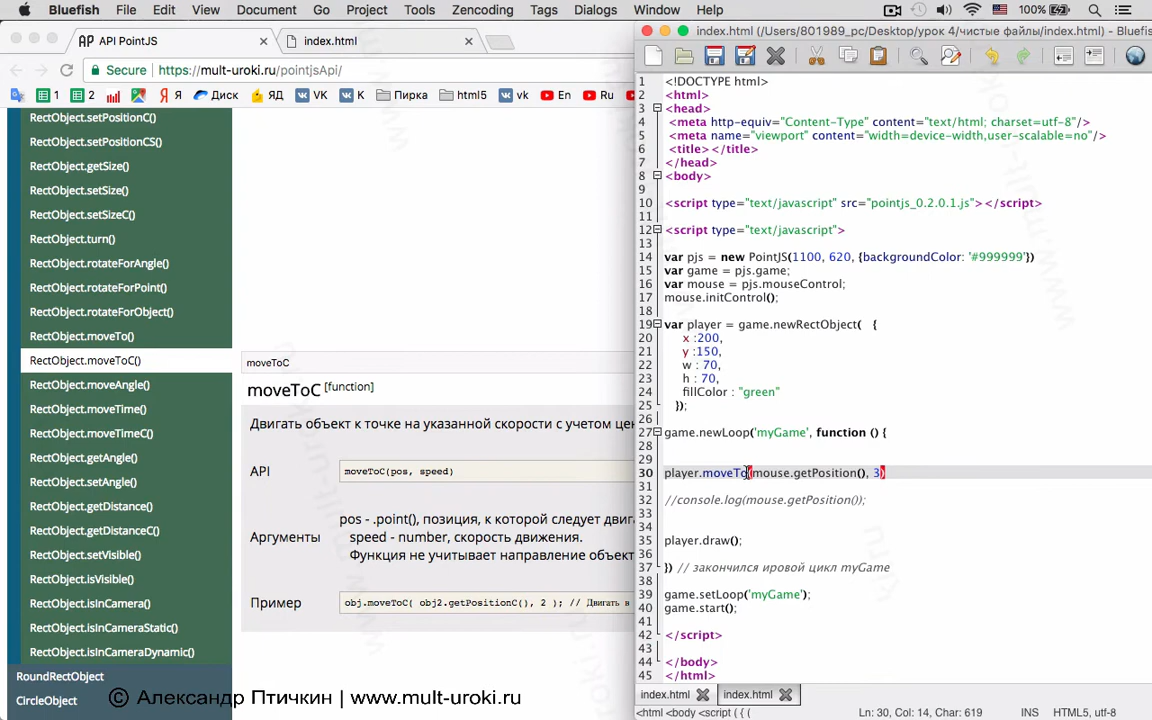 Bluefish File Edit View Document Go Project Tools Encoding Tags Dialogs Window Help 100%
API PointJS
index.html
Secure https://mult-uroki.ru/pointjsApi/
1 2 Я Диск ЯД VK К Пирка html5 vk En Ru
RectObject.setPositionC()
RectObject.setPositionCS()
RectObject.getSize()
RectObject.setSize()
RectObject.setSizeC()
RectObject.turn()
RectObject.rotateForAngle()
RectObject.rotateForPoint()
RectObject.rotateForObject()
RectObject.moveTo()
RectObject.moveToC()
RectObject.moveAngle()
RectObject.moveTime()
RectObject.moveTimeC()
RectObject.getAngle()
RectObject.setAngle()
RectObject.getDistance()
RectObject.getDistanceC()
RectObject.setVisible()
RectObject.isVisible()
RectObject.isInCamera()
RectObject.isInCameraStatic()
RectObject.isInCameraDynamic()
RoundRectObject
CircleObject
moveToC
moveToC [function]
Двигать объект к точке на указанной скорости с учетом цен
API moveToC(pos, speed)
pos - .point(), позиция, к которой следует двига
Аргументы speed - number, скорость движения.
Функция не учитывает направление объект
Пример obj.moveToC( obj2.getPositionC(), 2 ); // Двигать в
© Александр Птичкин | www.mult-uroki.ru
index.html (/Users/801989_pc/Desktop/урок 4/чистые файлы/index.html) - Bluefis
1 <!DOCTYPE html>
2 <html>
3 <head>
4 <meta http-equiv="Content-Type" content="text/html; charset=utf-8"/>
5 <meta name="viewport" content="width=device-width,user-scalable=no"/>
6 <title></title>
7 </head>
8 <body>
9
10 <script type="text/javascript" src="pointjs_0.2.0.1.js"></script>
11
12 <script type="text/javascript">
13
14 var pjs = new PointJS(1100, 620, {backgroundColor: '#999999'})
15 var game = pjs.game;
16 var mouse = pjs.mouseControl;
17 mouse.initControl();
18
19 var player = game.newRectObject( {
20 x :200,
21 y :150,
22 w : 70,
23 h : 70,
24 fillColor : "green"
25 });
26
27 game.newLoop('myGame', function () {
28
29
30 player.moveTo(mouse.getPosition(), 3)
31
32 //console.log(mouse.getPosition());
33
34
35 player.draw();
36
37 }) // закончился ировой цикл myGame
38
39 game.setLoop('myGame');
40 game.start();
41
42 </script>
43
44 </body>
45 </html>
index.html index.html
<html <body <script ( { ( Ln: 30, Col: 14, Char: 619 INS HTML5, utf-8